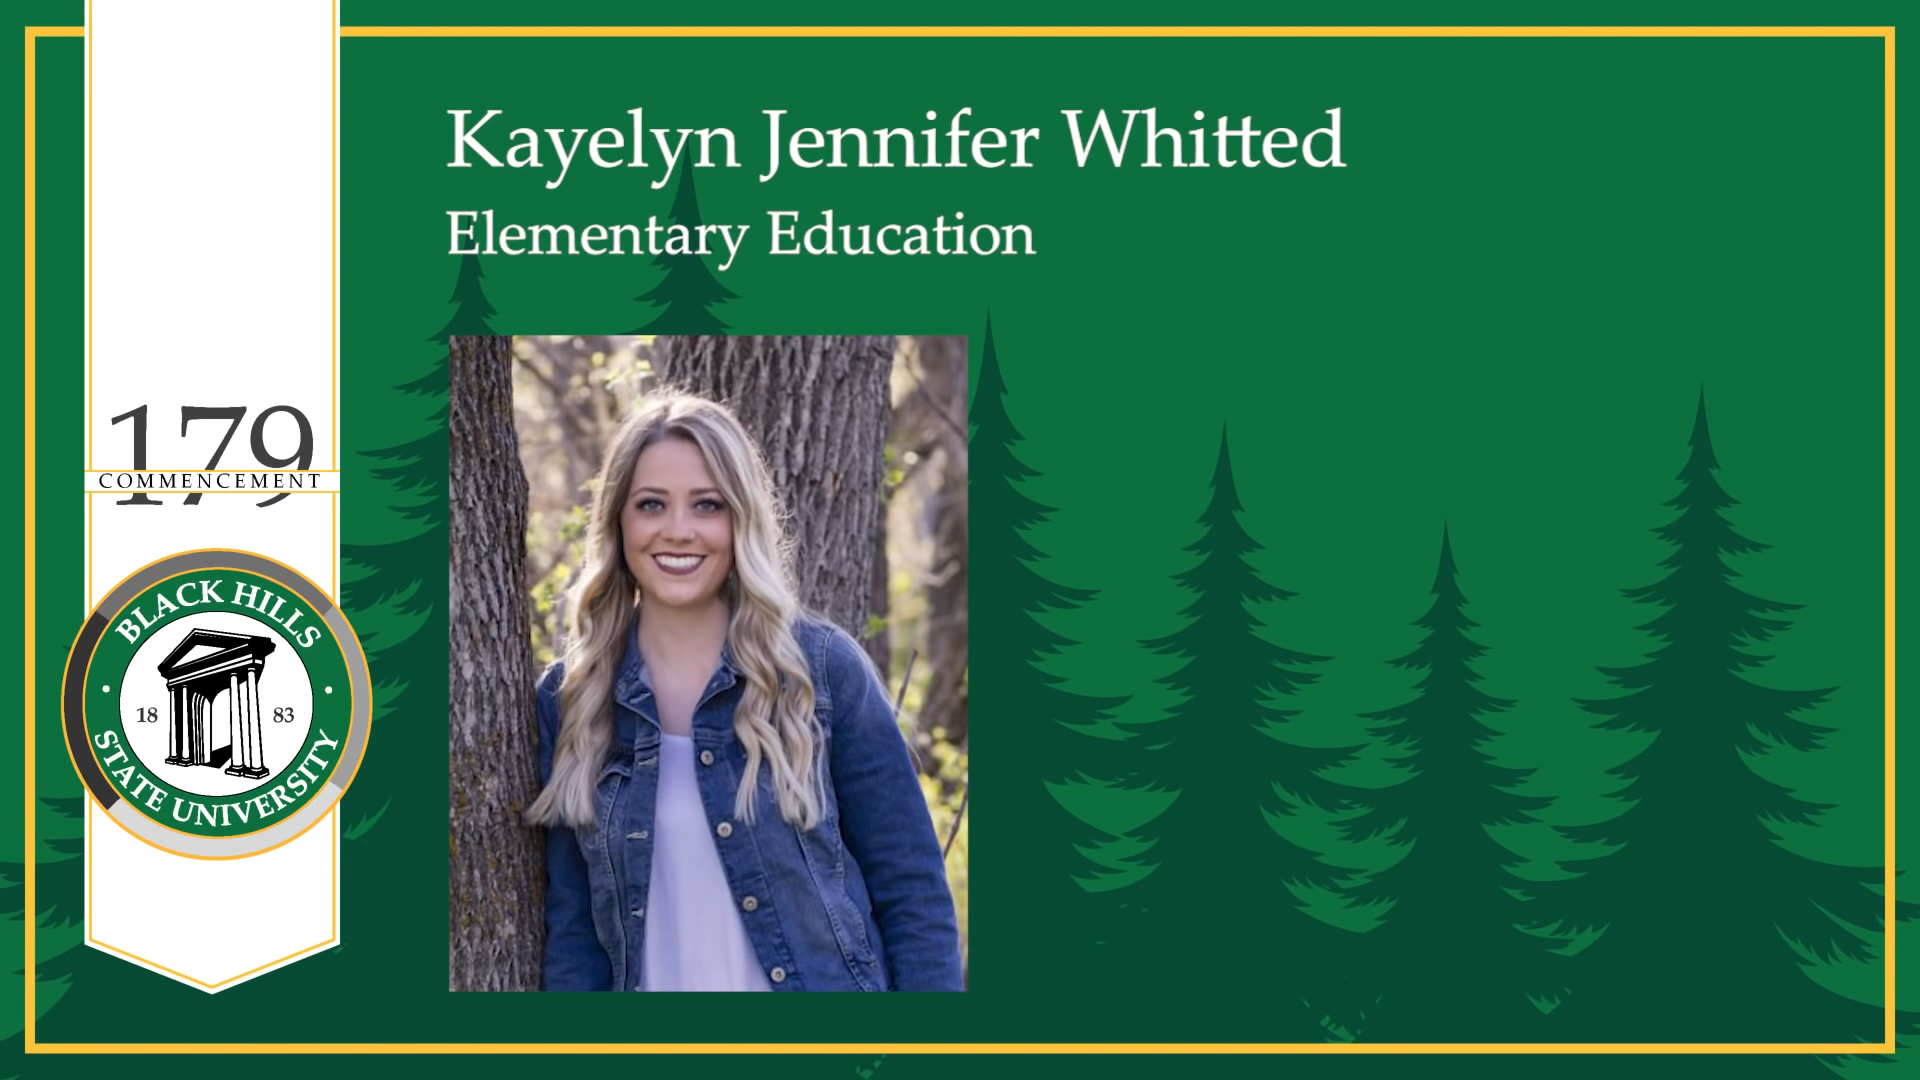 Kayelyn Jennifer Whitted
Elementary Education
179
COMMENCEMENT
BLACK HILLS
18 83
STATE UNIVERSITY